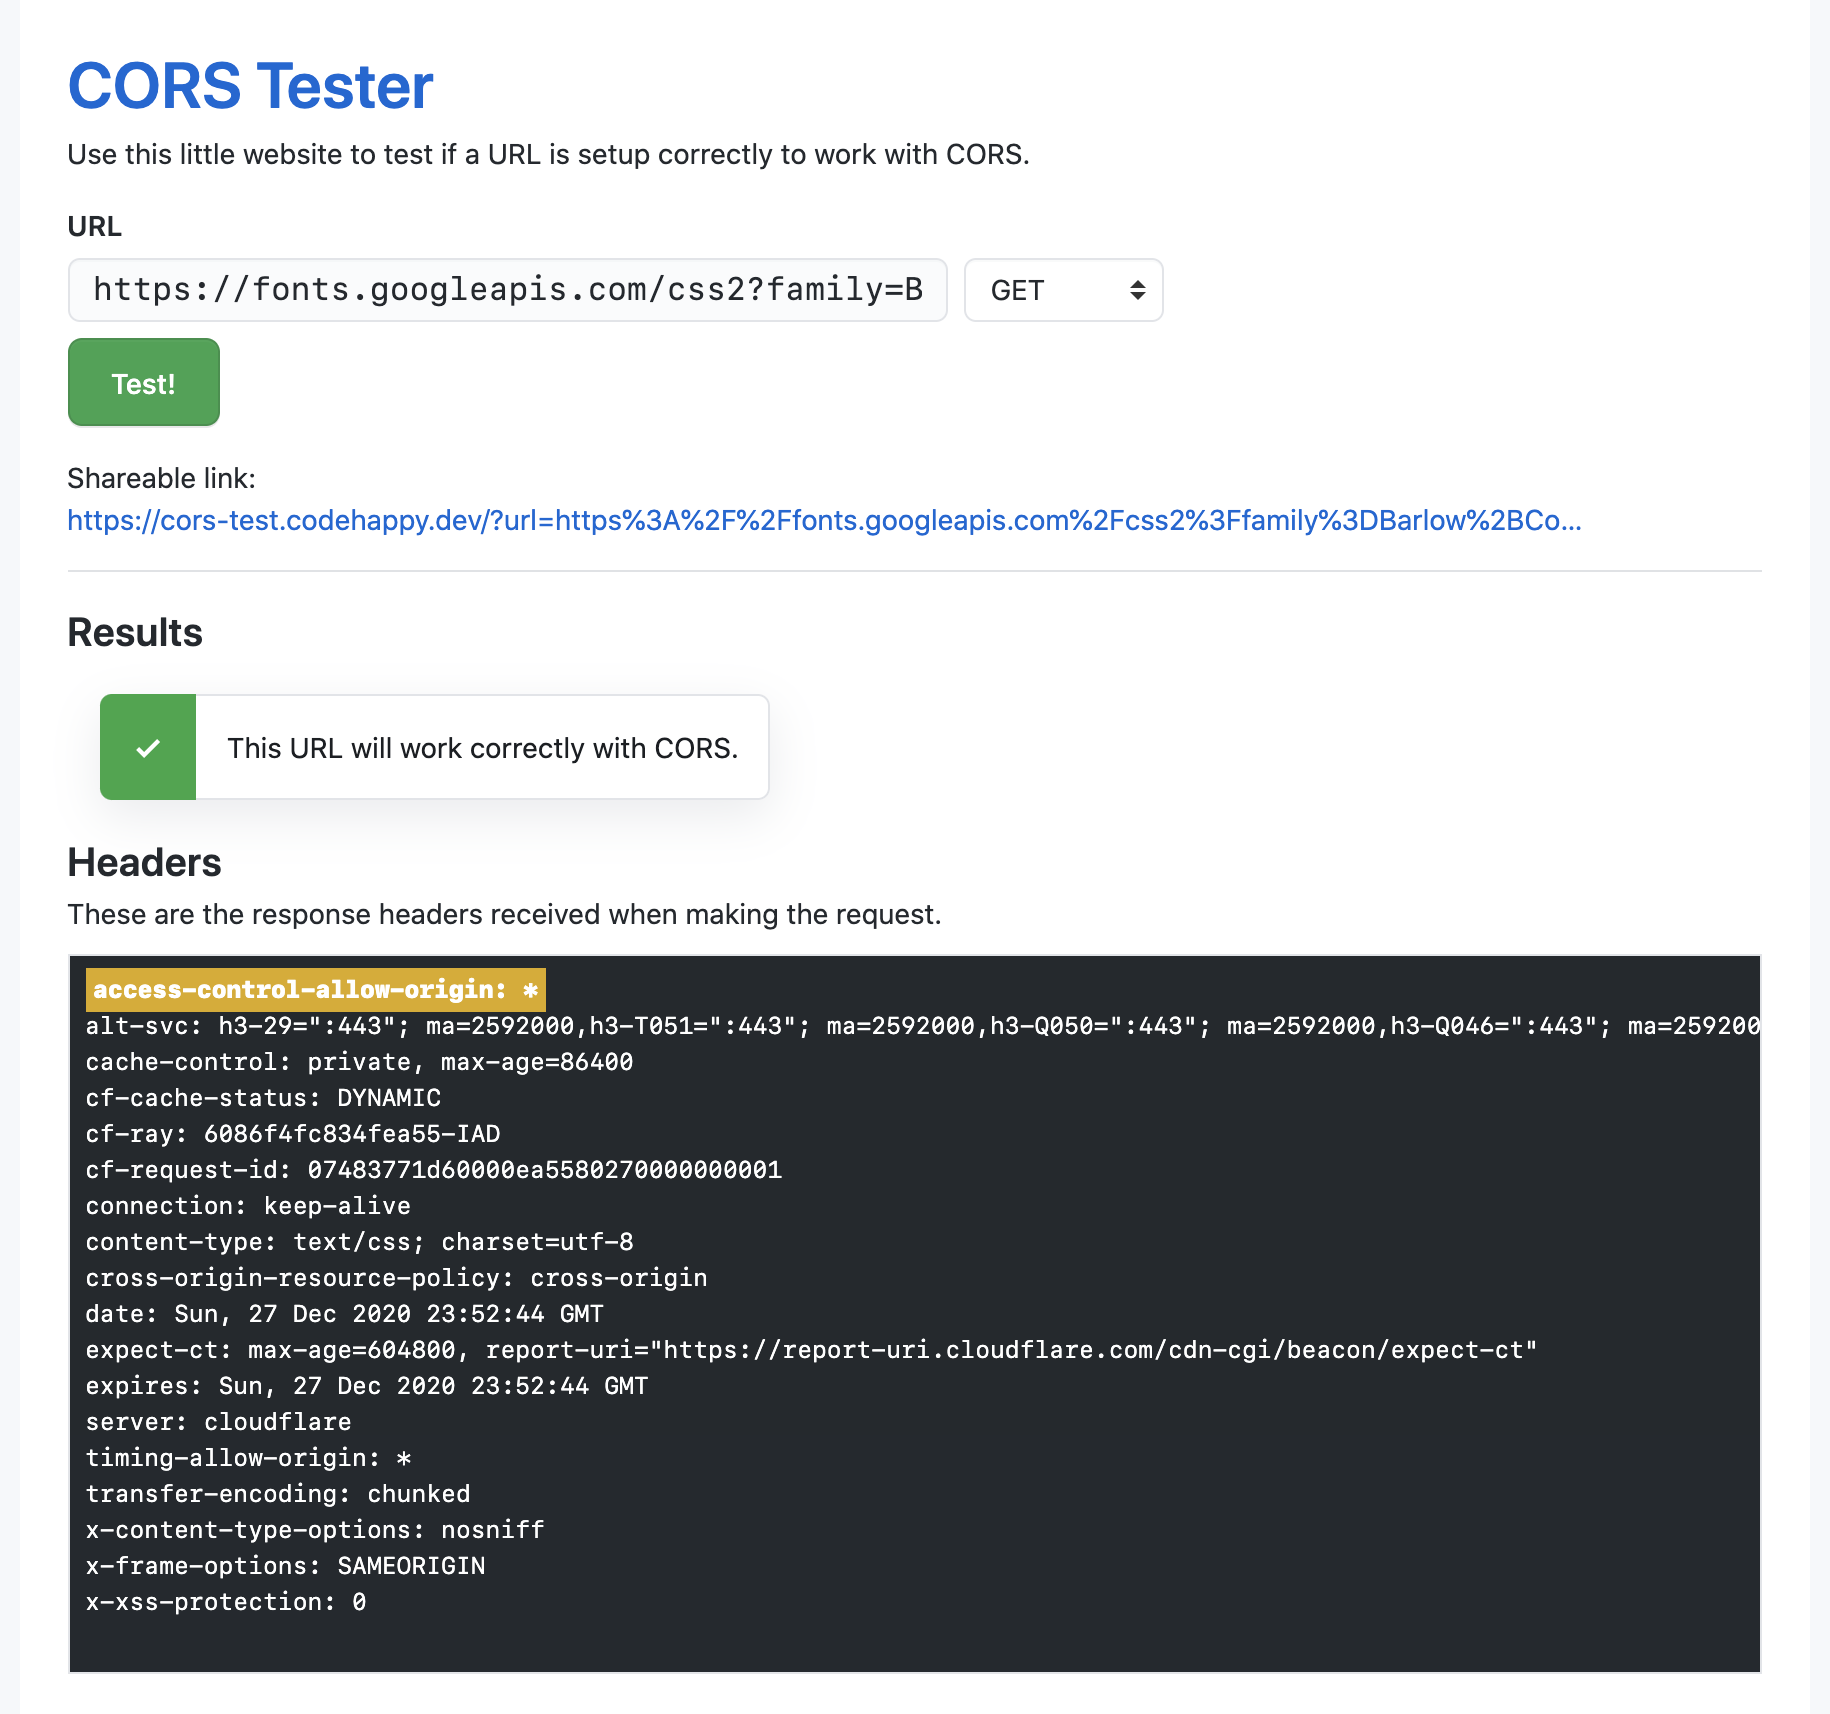 CORS Tester
Use this little website to test if a URL is setup correctly to work with CORS.
URL
https://fonts.googleapis.com/css2?family=B
GET
Test!
Shareable link:
https://cors-test.codehappy.dev/?url=https%3A%2F%2Ffonts.googleapis.com%2Fcss2%3Ffamily%3DBarlow%2BCo...
Results
This URL will work correctly with CORS.
Headers
These are the response headers received when making the request.
access-control-allow-origin: *
alt-svc: h3-29=":443"; ma=2592000,h3-T051=":443"; ma=2592000,h3-Q050=":443"; ma=2592000,h3-Q046=":443"; ma=259200
cache-control: private, max-age=86400
cf-cache-status: DYNAMIC
cf-ray: 6086f4fc834fea55-IAD
cf-request-id: 07483771d60000ea5580270000000001
connection: keep-alive
content-type: text/css; charset=utf-8
cross-origin-resource-policy: cross-origin
date: Sun, 27 Dec 2020 23:52:44 GMT
expect-ct: max-age=604800, report-uri="https://report-uri.cloudflare.com/cdn-cgi/beacon/expect-ct"
expires: Sun, 27 Dec 2020 23:52:44 GMT
server: cloudflare
timing-allow-origin: *
transfer-encoding: chunked
x-content-type-options: nosniff
x-frame-options: SAMEORIGIN
x-xss-protection: 0